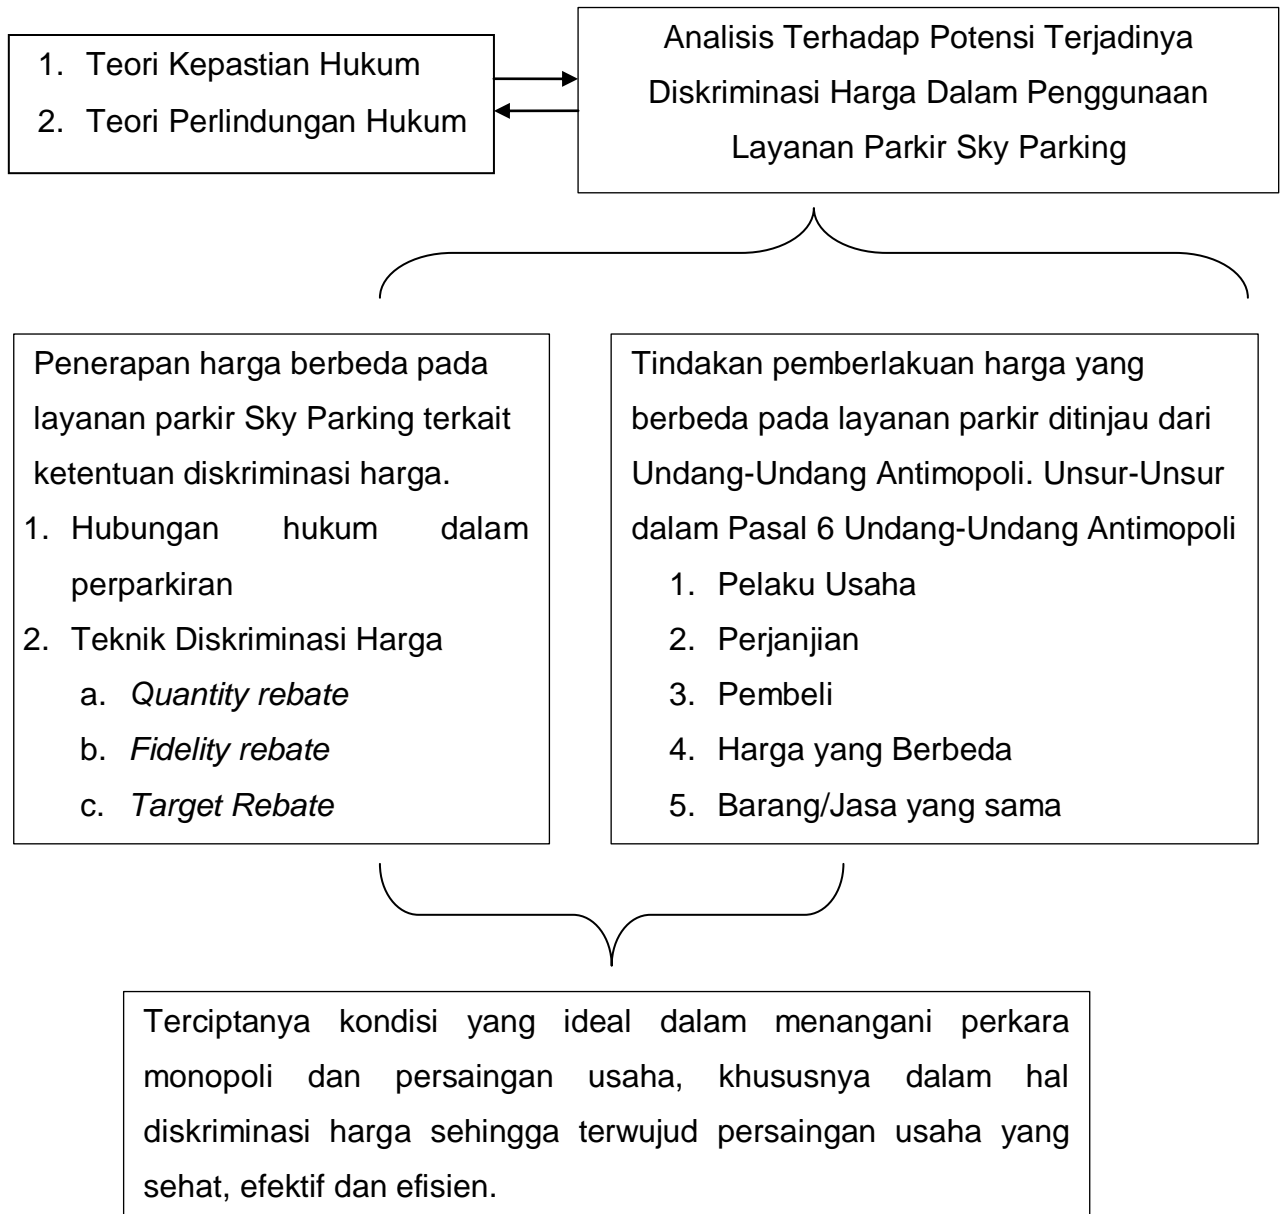 1. Teori Kepastian Hukum
2. Teori Perlindungan Hukum
Analisis Terhadap Potensi Terjadinya
Diskriminasi Harga Dalam Penggunaan
Layanan Parkir Sky Parking
Penerapan harga berbeda pada
layanan parkir Sky Parking terkait
ketentuan diskriminasi harga.
1. Hubungan hukum dalam
perparkiran
2. Teknik Diskriminasi Harga
a. Quantity rebate
b. Fidelity rebate
c. Target Rebate
Tindakan pemberlakuan harga yang
berbeda pada layanan parkir ditinjau dari
Undang-Undang Antimopoli. Unsur-Unsur
dalam Pasal 6 Undang-Undang Antimopoli
1. Pelaku Usaha
2. Perjanjian
3. Pembeli
4. Harga yang Berbeda
5. Barang/Jasa yang sama
Terciptanya kondisi yang ideal dalam menangani perkara
monopoli dan persaingan usaha, khususnya dalam hal
diskriminasi harga sehingga terwujud persaingan usaha yang
sehat, efektif dan efisien.